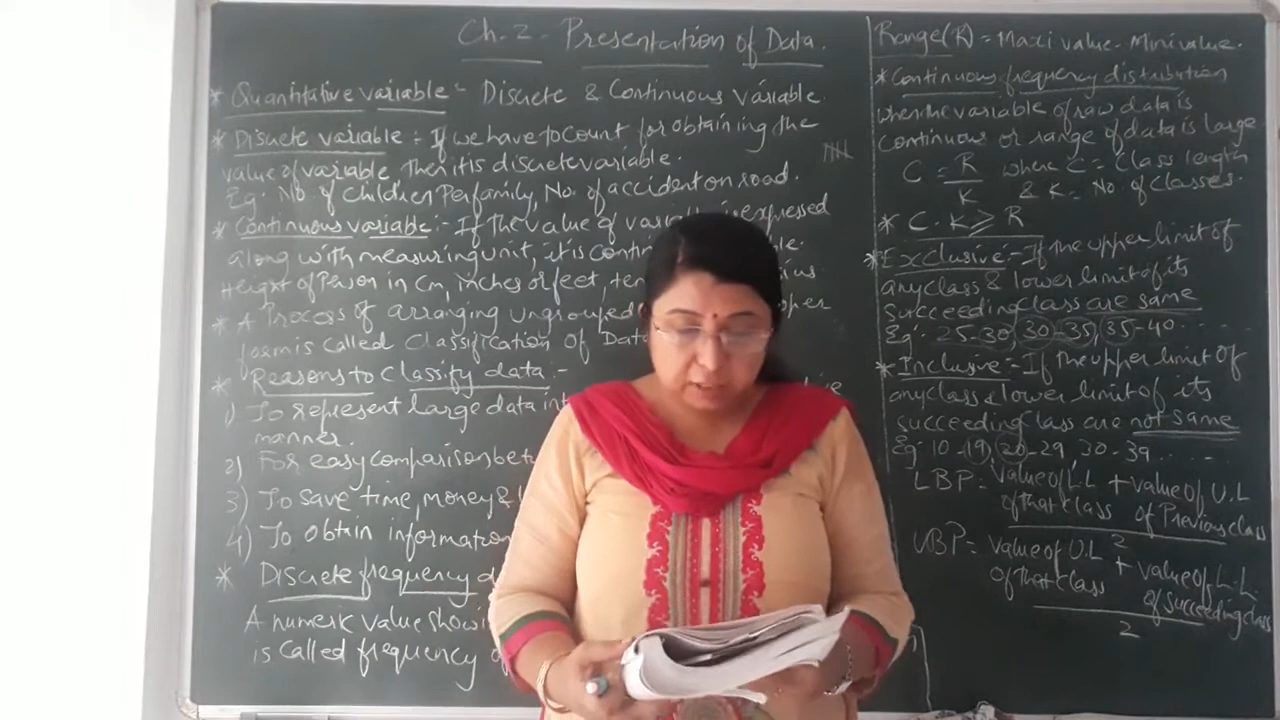 Ch. 2 - Presentation of Data.
* Quantitative variable :- Discrete & Continuous variable.
* Discrete variable :- If we have to count for obtaining the
value of variable, then it is discrete variable.
Eg: No. of Children Per family, No. of accident on road.
* Continuous variable :- If the value of variable is expressed
along with measuring unit, it is
Height of Person in cm, inches or feet,
* A Process of arranging ungrouped
form is called Classification of Data
* Reasons to Classify data :-
1) To represent large data
manner.
2) For easy comparison
3) To save time, money &
4) To obtain information
* Discrete frequency
A numeric value
is called frequency
Range (R) = Maxi value - Mini value.
* Continuous frequency distribution
when the variable of raw data is
continuous or range of data is large
C = R/K where C = Class length
& K = No. of classes.
* C·K ⩾ R
* Exclusive :- If the upper limit of
any class & lower limit of its
succeeding class are same
Eg: 25-30, 30-35, 35-40 ......
* Inclusive :- If the upper limit of
any class & lower limit of its
succeeding class are not same
Eg: 10-19, 20-29 30-39.....
LBP = value of L.L + value of U.L
of that class of Previous class
2
UBP = value of U.L + value of L.L.
of that class of succeeding class
2